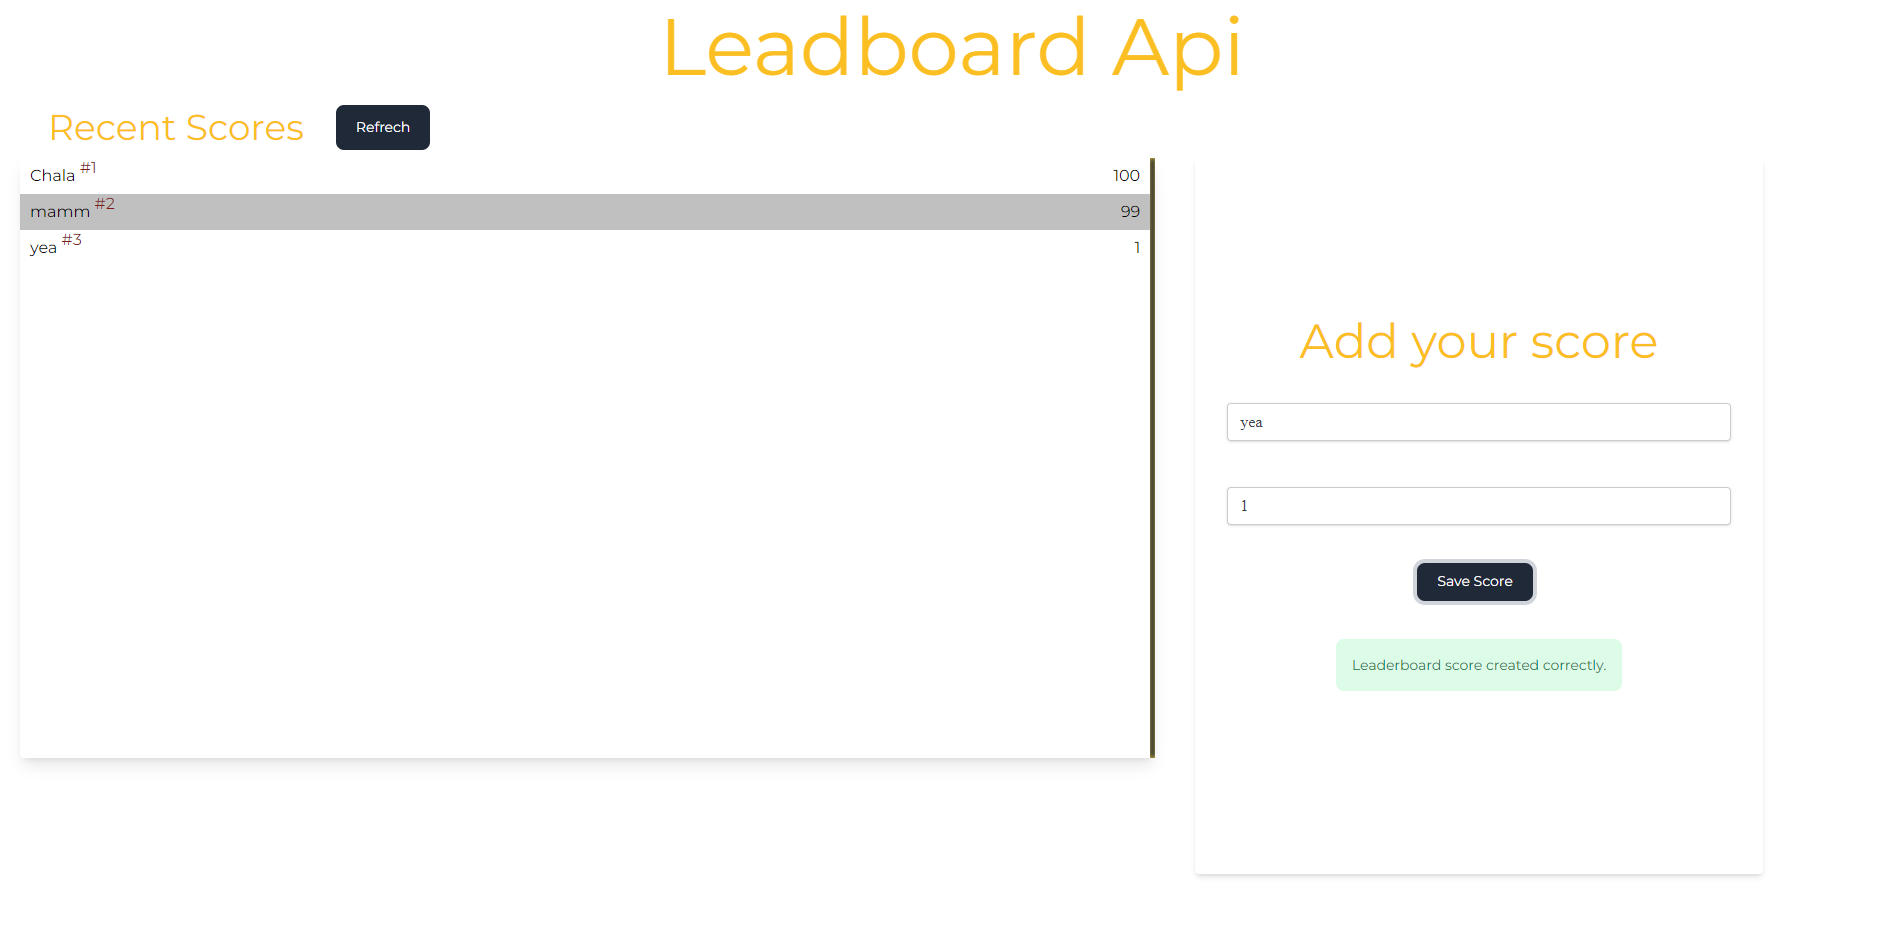 Leadboard Api
Recent Scores
Refrech
Chala #1 100
mamm #2 99
yea #3 1
Add your score
yea
1
Save Score
Leaderboard score created correctly.